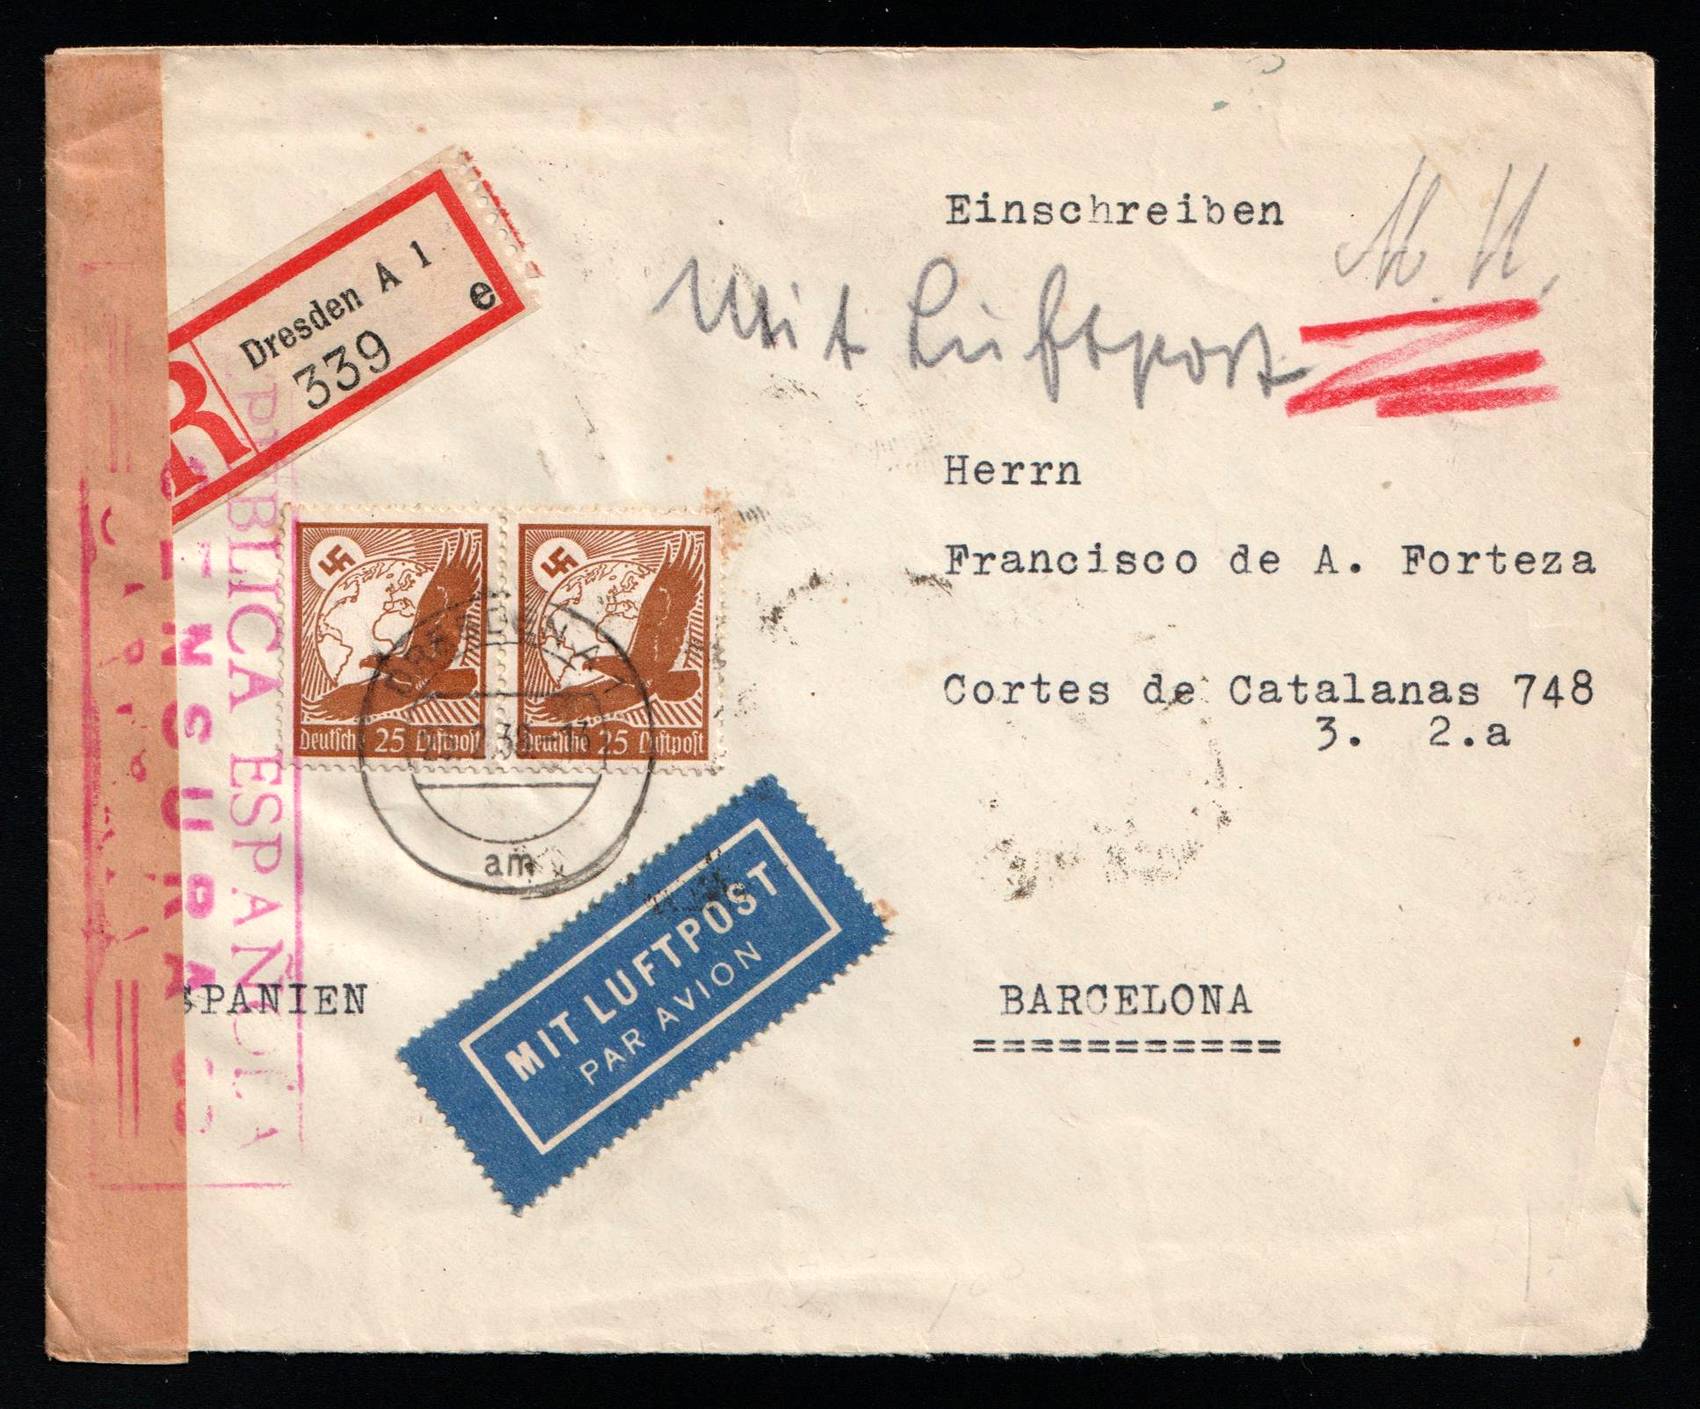 Einschreiben
M. H.
Mit Luftpost
Dresden A 1
e
339
R
Herrn
Francisco de A. Forteza
Cortes de Catalanas 748
3. 2.a
Deutsche 25 Luftpost
Deutsche 25 Luftpost
DRESDEN A
am
REPUBLICA ESPAÑOLA
CENSURA
MIT LUFTPOST
PAR AVION
SPANIEN
BARCELONA
===========